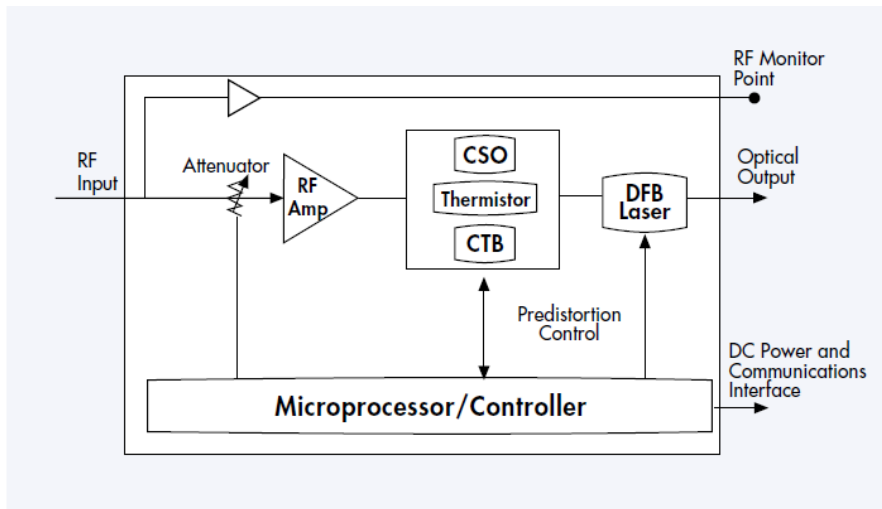 RF Monitor
Point
CSO
RF
Input
Attenuator
RF
Amp
Thermistor
DFB
Laser
Optical
Output
CTB
Predistortion
Control
DC Power and
Communications
Interface
Microprocessor/Controller